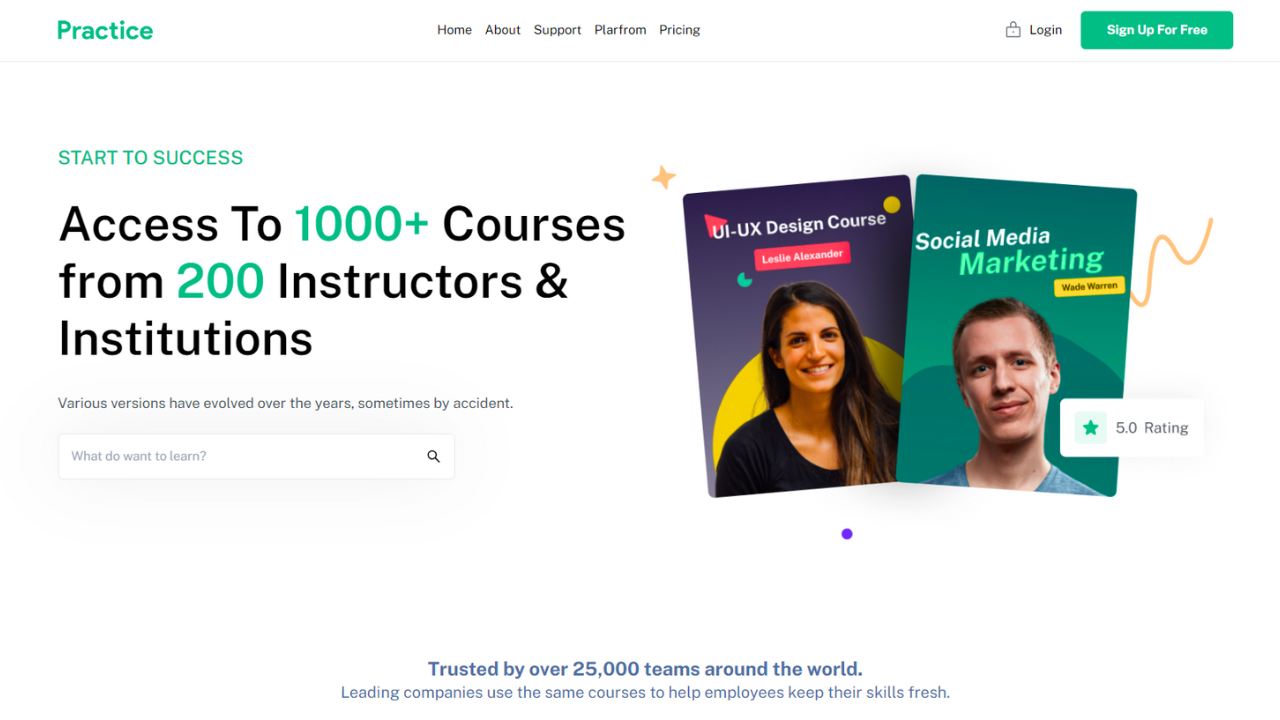 Practice
Home About Support Plarfrom Pricing
Login
Sign Up For Free
START TO SUCCESS
Access To 1000+ Courses
from 200 Instructors &
Institutions
Various versions have evolved over the years, sometimes by accident.
What do want to learn?
UI-UX Design Course
Leslie Alexander
Social Media
Marketing
Wade Warren
5.0 Rating
Trusted by over 25,000 teams around the world.
Leading companies use the same courses to help employees keep their skills fresh.